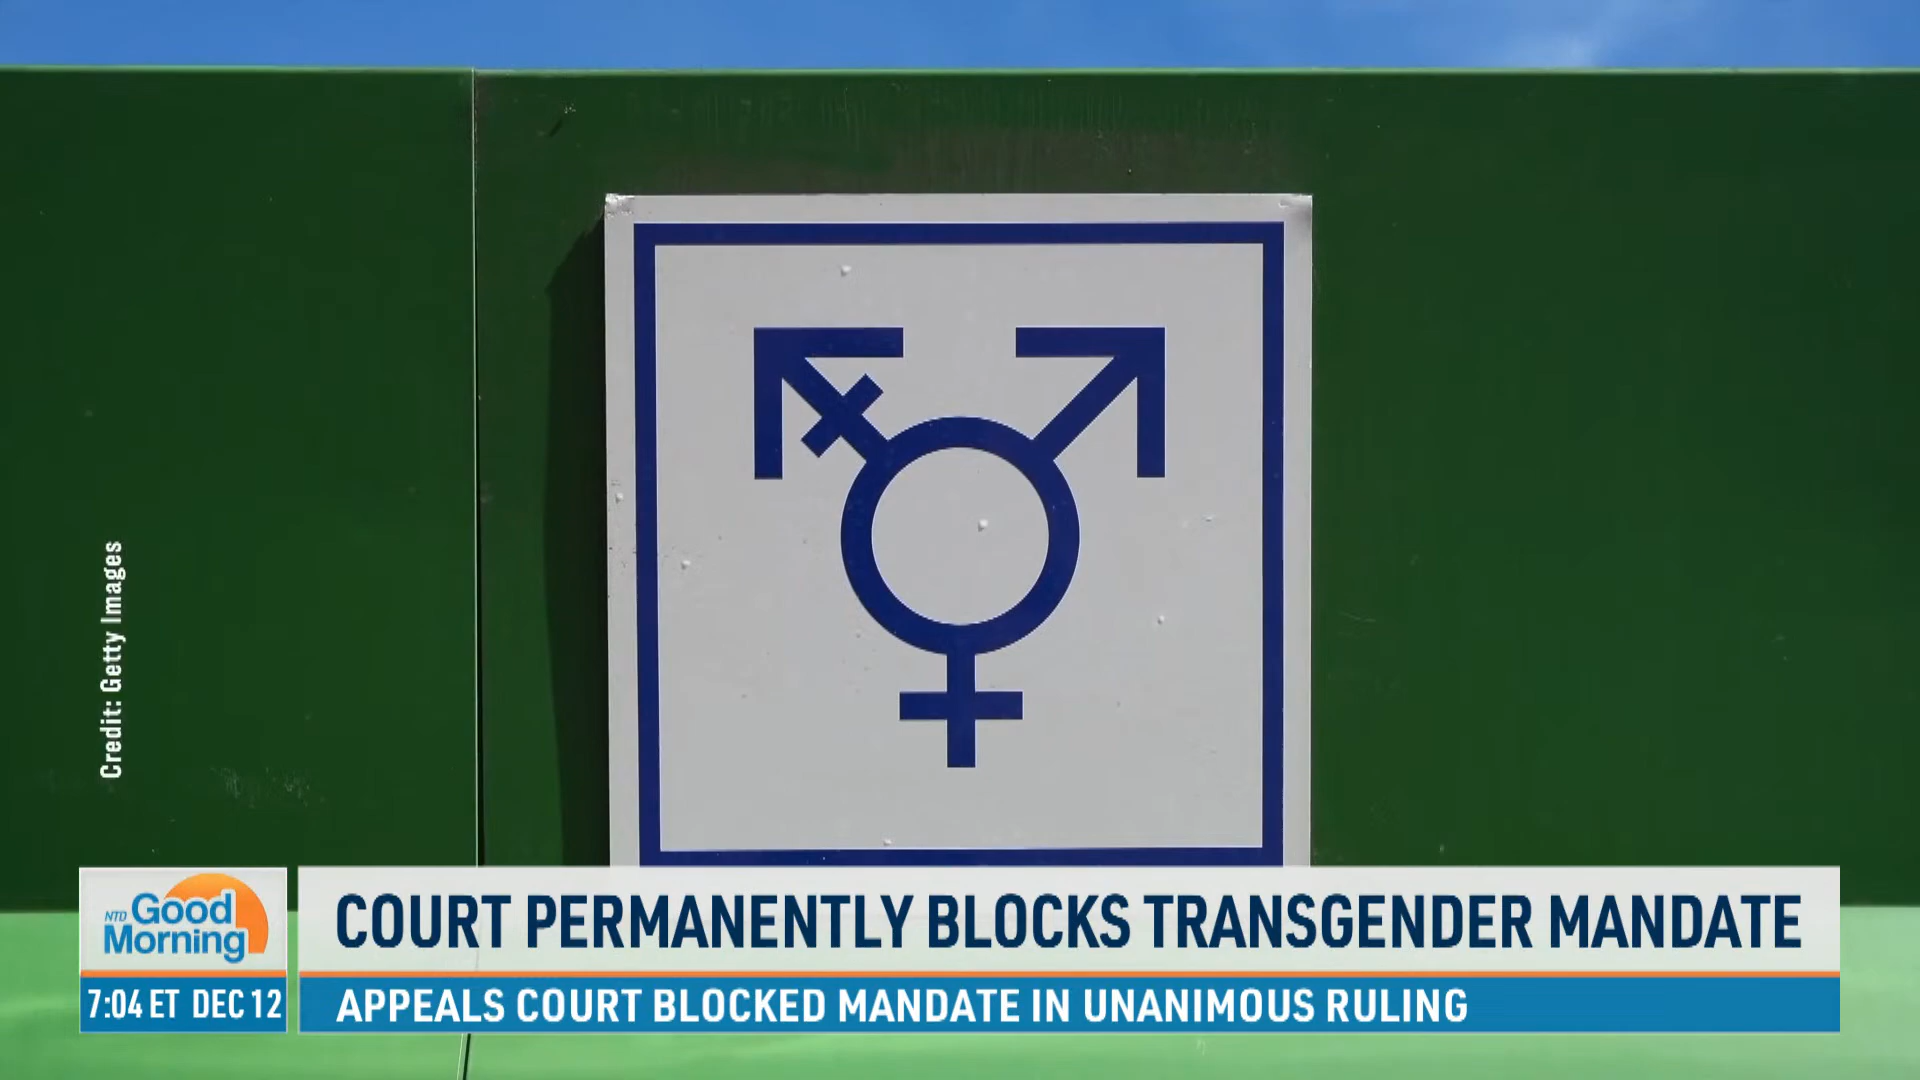 Credit: Getty Images
NTD Good
Morning
COURT PERMANENTLY BLOCKS TRANSGENDER MANDATE
7:04 ET DEC 12
APPEALS COURT BLOCKED MANDATE IN UNANIMOUS RULING